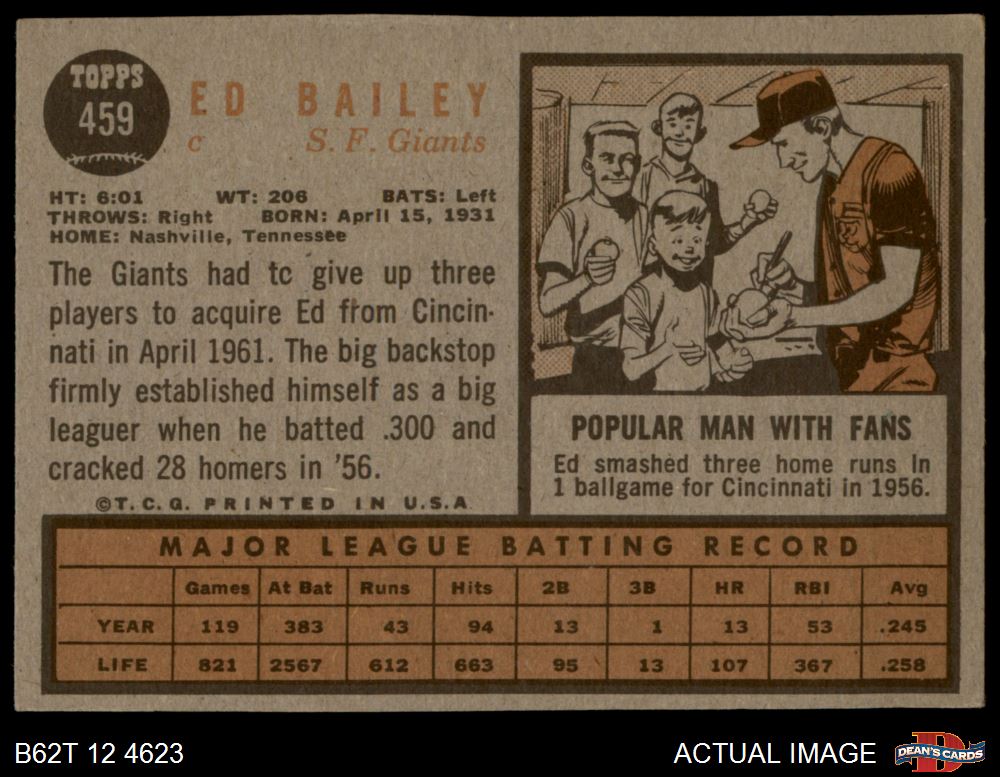 TOPPS
459
ED BAILEY
c S. F. Giants
HT: 6:01 WT: 206 BATS: Left
THROWS: Right BORN: April 15, 1931
HOME: Nashville, Tennessee
The Giants had tc give up three
players to acquire Ed from Cincin-
nati in April 1961. The big backstop
firmly established himself as a big
leaguer when he batted .300 and
cracked 28 homers in '56.
©T.C.G. PRINTED IN U.S.A.
POPULAR MAN WITH FANS
Ed smashed three home runs In
1 ballgame for Cincinnati in 1956.
MAJOR LEAGUE BATTING RECORD
Games At Bat Runs Hits 2B 3B HR RBI Avg
YEAR 119 383 43 94 13 1 13 53 .245
LIFE 821 2567 612 663 95 13 107 367 .258
B62T 12 4623
ACTUAL IMAGE
D
DEAN'S CARDS